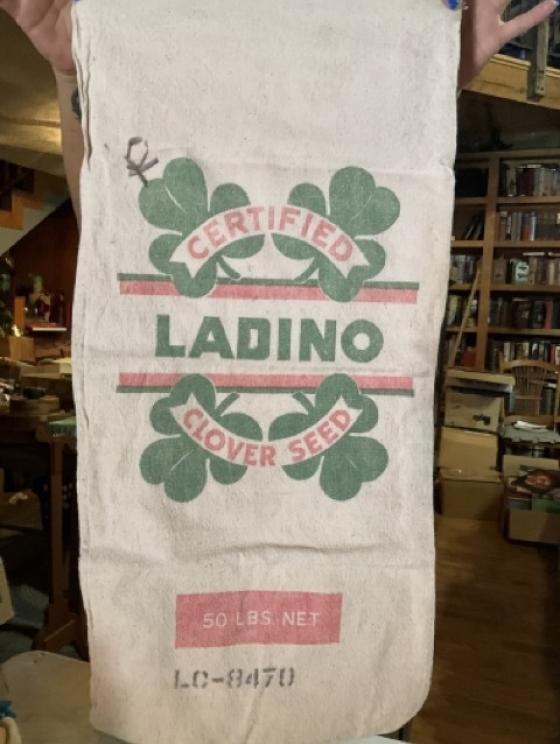 CERTIFIED
LADINO
CLOVER SEED
50 LBS. NET
LC-8470